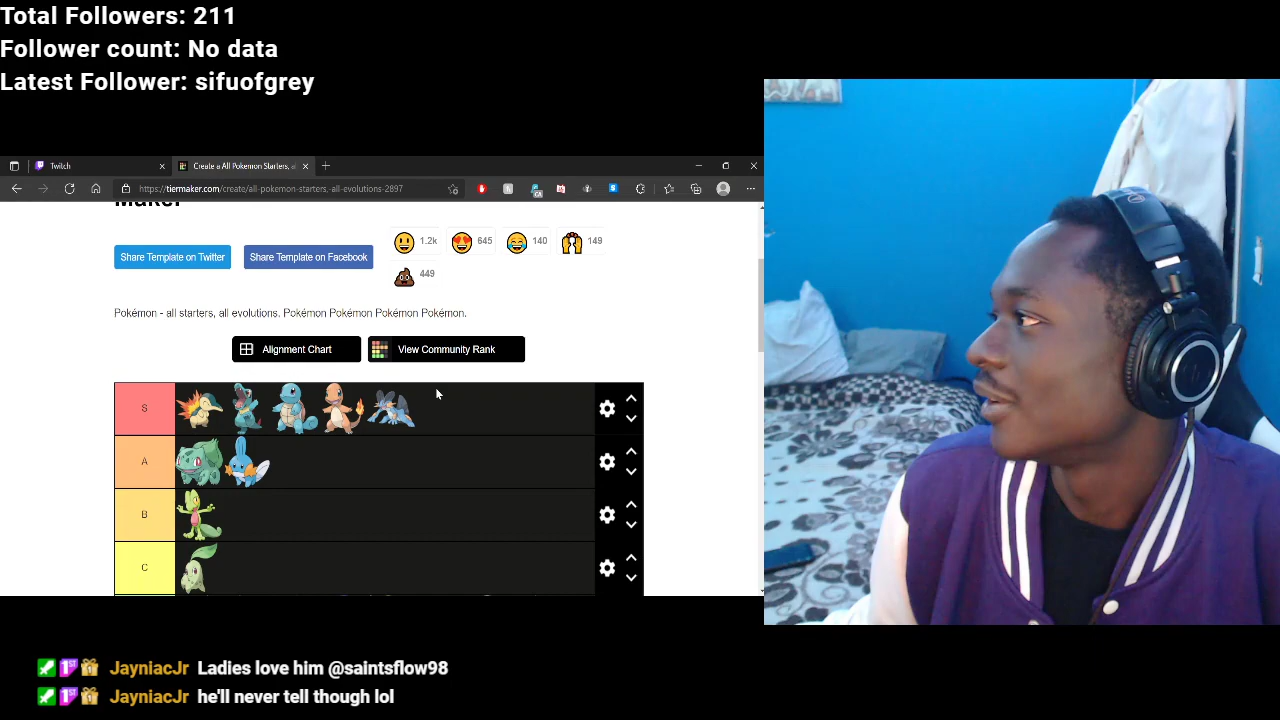 Total Followers: 211
Follower count: No data
Latest Follower: sifuofgrey
Twitch
Create a All Pokemon Starters, a
https://tiermaker.com/create/all-pokemon-starters,-all-evolutions-2897
Maker
Share Template on Twitter
Share Template on Facebook
1.2k
645
140
149
449
Pokémon - all starters, all evolutions. Pokémon Pokémon Pokémon Pokémon.
Alignment Chart
View Community Rank
S
A
B
C
JayniacJr Ladies love him @saintsflow98
JayniacJr he'll never tell though lol